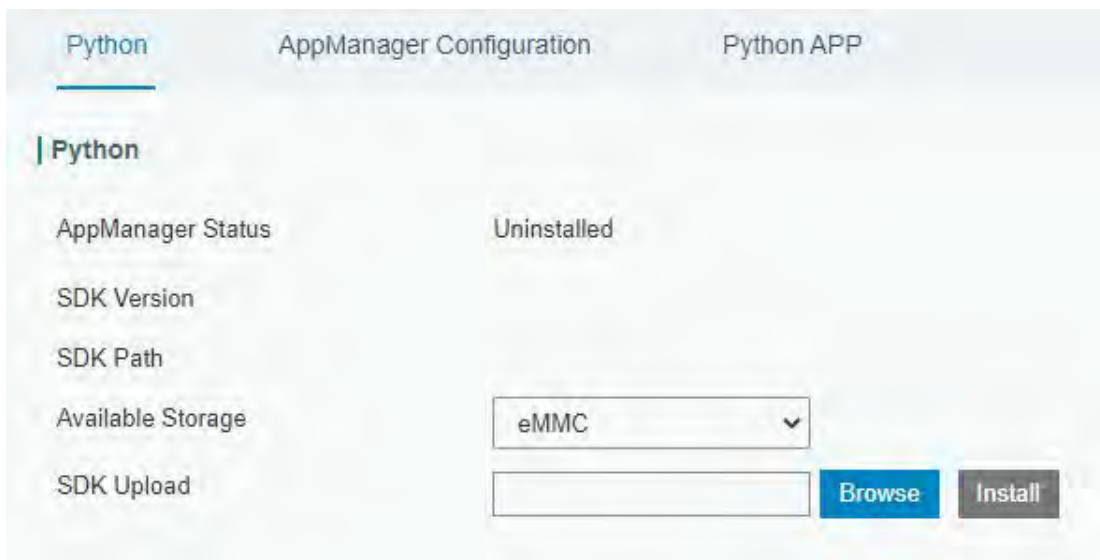 Python AppManager Configuration Python APP
Python
AppManager Status Uninstalled
SDK Version
SDK Path
Available Storage eMMC
SDK Upload Browse Install